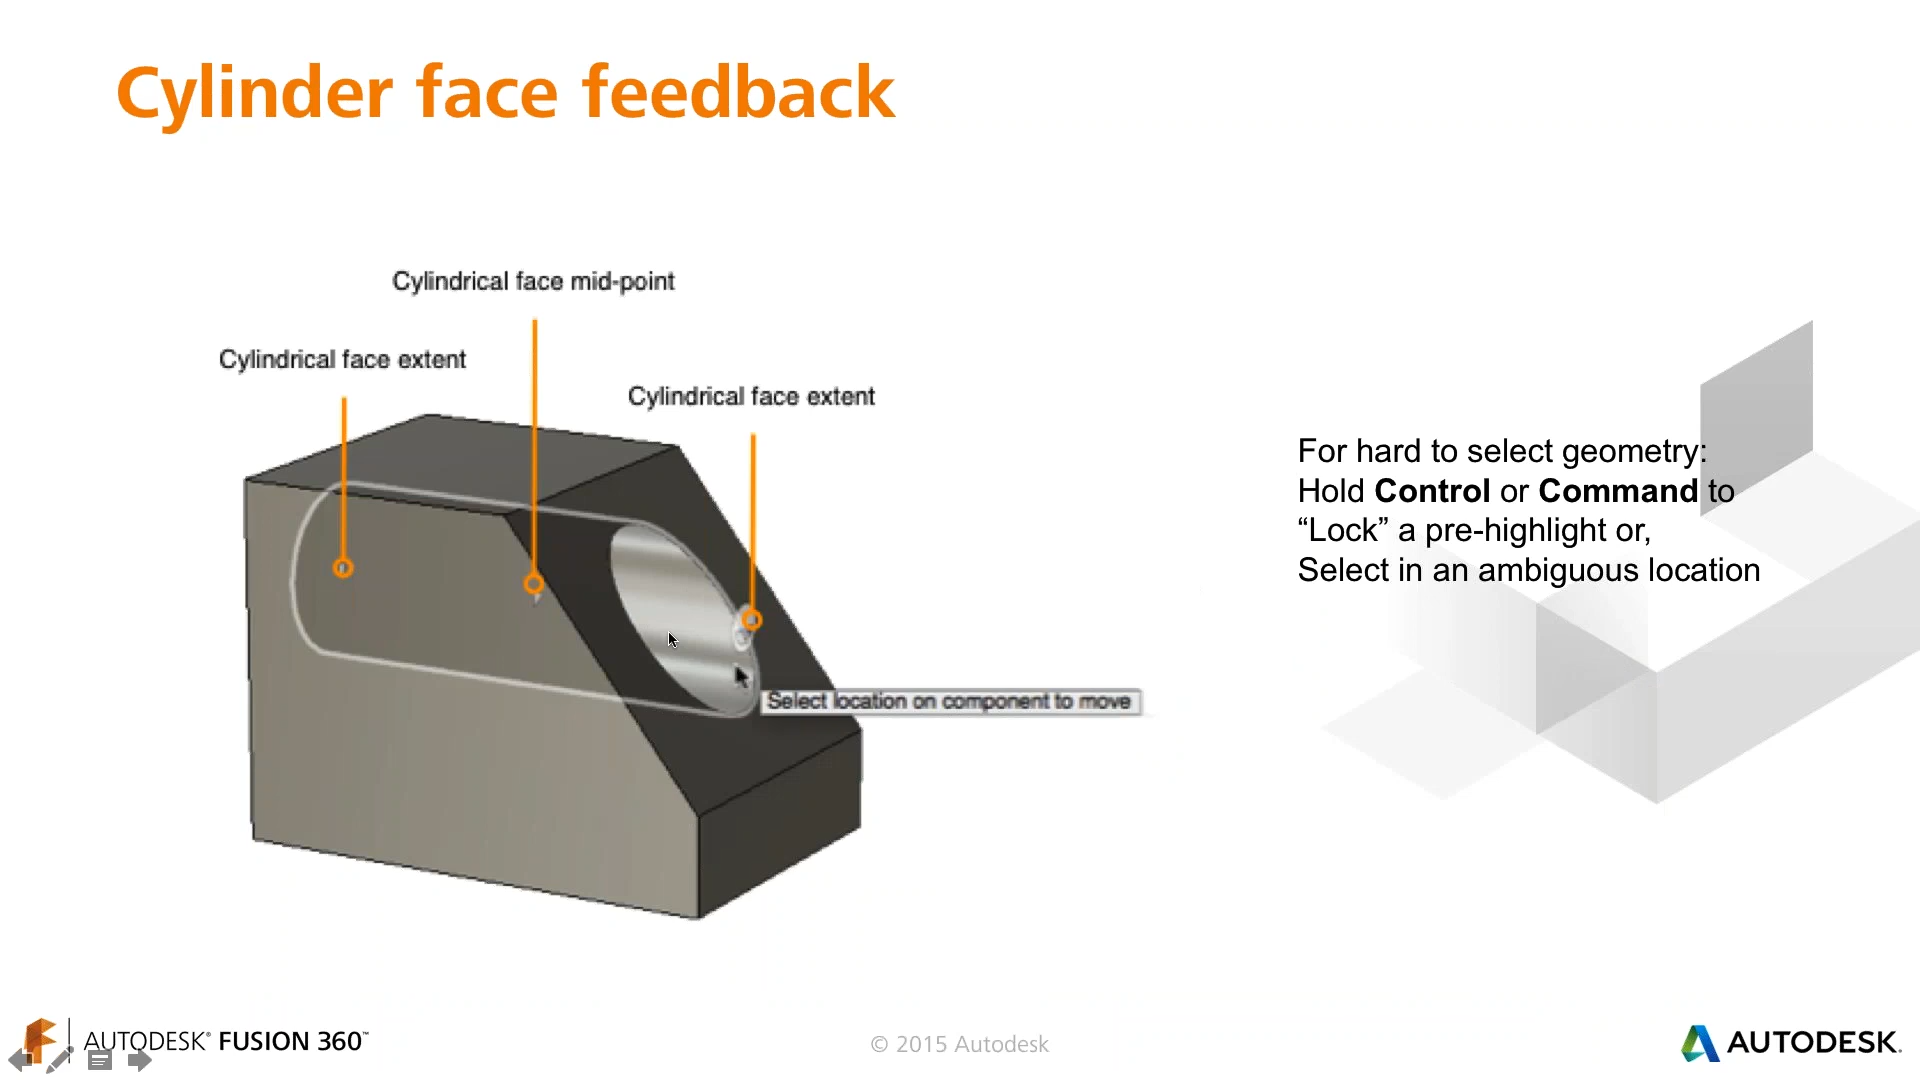 Cylinder face feedback
Cylindrical face mid-point
Cylindrical face extent
Cylindrical face extent
For hard to select geometry:
Hold Control or Command to
“Lock” a pre-highlight or,
Select in an ambiguous location
Select location on component to move
AUTODESK® FUSION 360™
© 2015 Autodesk
AUTODESK.